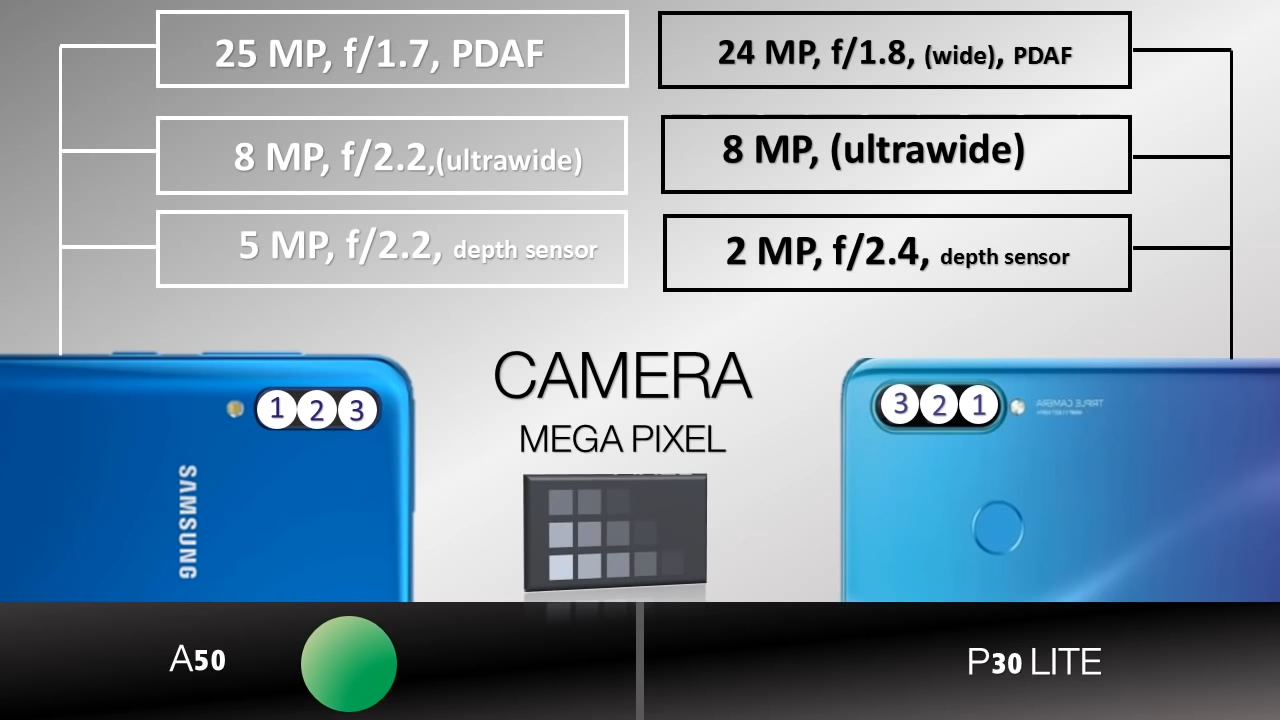 25 MP, f/1.7, PDAF
8 MP, f/2.2,(ultrawide)
5 MP, f/2.2, depth sensor
24 MP, f/1.8, (wide), PDAF
8 MP, (ultrawide)
2 MP, f/2.4, depth sensor
CAMERA
MEGA PIXEL
1 2 3
SAMSUNG
3 2 1
TRIPLE CAMERA
A50
P30 LITE